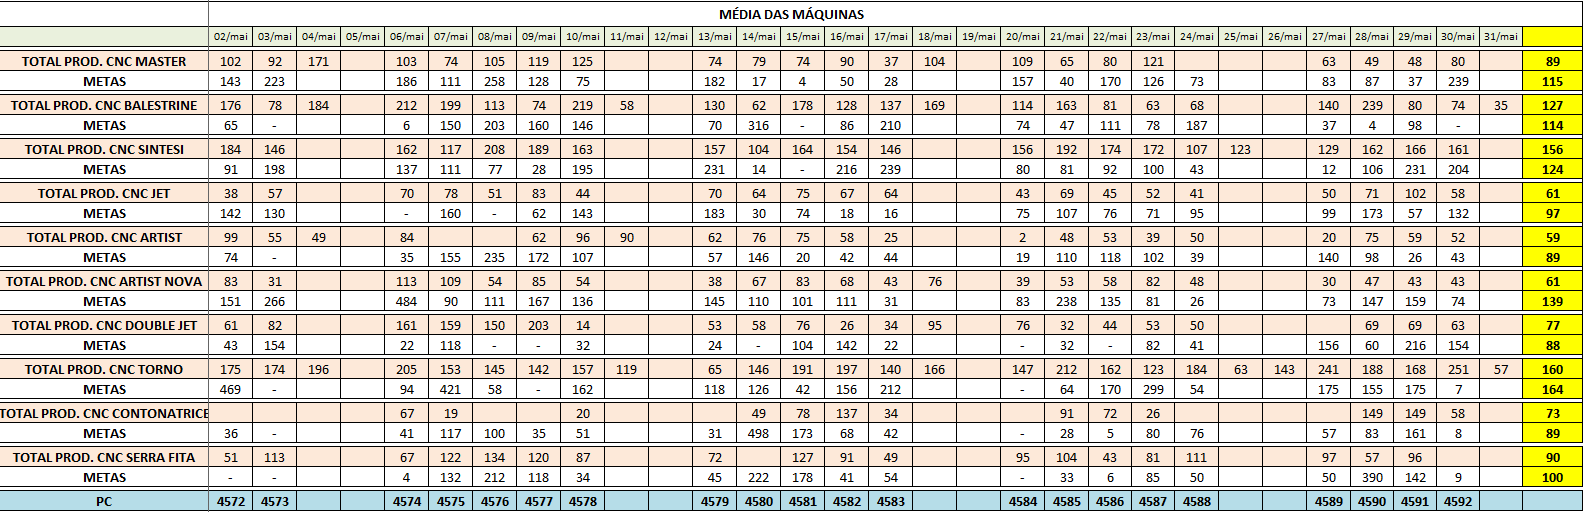 MÉDIA DAS MÁQUINAS
02/mai 03/mai 04/mai 05/mai 06/mai 07/mai 08/mai 09/mai 10/mai 11/mai 12/mai 13/mai 14/mai 15/mai 16/mai 17/mai 18/mai 19/mai 20/mai 21/mai 22/mai 23/mai 24/mai 25/mai 26/mai 27/mai 28/mai 29/mai 30/mai 31/mai
TOTAL PROD. CNC MASTER 102 92 171 103 74 105 119 125 74 79 74 90 37 104 109 65 80 121 63 49 48 80 89
METAS 143 223 186 111 258 128 75 182 17 4 50 28 157 40 170 126 73 83 87 37 239 115
TOTAL PROD. CNC BALESTRINE 176 78 184 212 199 113 74 219 58 130 62 178 128 137 169 114 163 81 63 68 140 239 80 74 35 127
METAS 65 - 6 150 203 160 146 70 316 - 86 210 74 47 111 78 187 37 4 98 - 114
TOTAL PROD. CNC SINTESI 184 146 162 117 208 189 163 157 104 164 154 146 156 192 174 172 107 123 129 162 166 161 156
METAS 91 198 137 111 77 28 195 231 14 - 216 239 80 81 92 100 43 12 106 231 204 124
TOTAL PROD. CNC JET 38 57 70 78 51 83 44 70 64 75 67 64 43 69 45 52 41 50 71 102 58 61
METAS 142 130 - 160 - 62 143 183 30 74 18 16 75 107 76 71 95 99 173 57 132 97
TOTAL PROD. CNC ARTIST 99 55 49 84 62 96 90 62 76 75 58 25 2 48 53 39 50 20 75 59 52 59
METAS 74 - 35 155 235 172 107 57 146 20 42 44 19 110 118 102 39 140 98 26 43 89
TOTAL PROD. CNC ARTIST NOVA 83 31 113 109 54 85 54 38 67 83 68 43 76 39 53 58 82 48 30 47 43 43 61
METAS 151 266 484 90 111 167 136 145 110 101 111 31 83 238 135 81 26 73 147 159 74 139
TOTAL PROD. CNC DOUBLE JET 61 82 161 159 150 203 14 53 58 76 26 34 95 76 32 44 53 50 69 69 63 77
METAS 43 154 22 118 - - 32 24 - 104 142 22 - 32 - 82 41 156 60 216 154 88
TOTAL PROD. CNC TORNO 175 174 196 205 153 145 142 157 119 65 146 191 197 140 166 147 212 162 123 184 63 143 241 188 168 251 57 160
METAS 469 - 94 421 58 - 162 118 126 42 156 212 - 64 170 299 54 175 155 175 7 164
TOTAL PROD. CNC CONTONATRICE 67 19 20 49 78 137 34 91 72 26 149 149 58 73
METAS 36 - 41 117 100 35 51 31 498 173 68 42 - 28 5 80 76 57 83 161 8 89
TOTAL PROD. CNC SERRA FITA 51 113 67 122 134 120 87 72 127 91 49 95 104 43 81 111 97 57 96 90
METAS - - 4 132 212 118 34 45 222 178 41 54 - 33 6 85 50 50 390 142 9 100
PC 4572 4573 4574 4575 4576 4577 4578 4579 4580 4581 4582 4583 4584 4585 4586 4587 4588 4589 4590 4591 4592